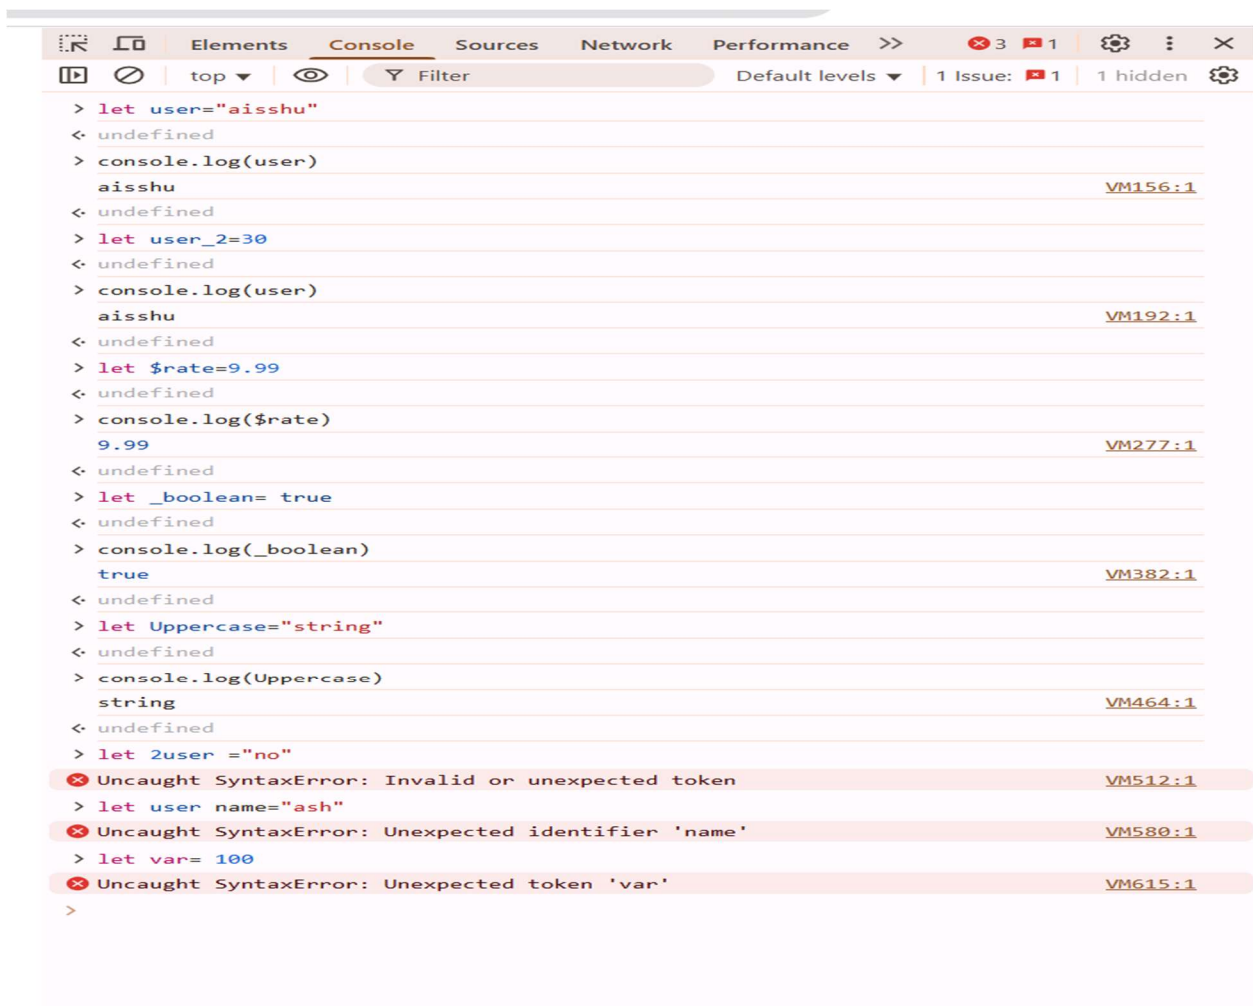 Elements Console Sources Network Performance >> 3 1
top Filter Default levels 1 Issue: 1 1 hidden
> let user="aisshu"
undefined
> console.log(user)
aisshu VM156:1
undefined
> let user_2=30
undefined
> console.log(user)
aisshu VM192:1
undefined
> let $rate=9.99
undefined
> console.log($rate)
9.99 VM277:1
undefined
> let _boolean= true
undefined
> console.log(_boolean)
true VM382:1
undefined
> let Uppercase="string"
undefined
> console.log(Uppercase)
string VM464:1
undefined
> let 2user ="no"
Uncaught SyntaxError: Invalid or unexpected token VM512:1
> let user name="ash"
Uncaught SyntaxError: Unexpected identifier 'name' VM580:1
> let var= 100
Uncaught SyntaxError: Unexpected token 'var' VM615:1
>